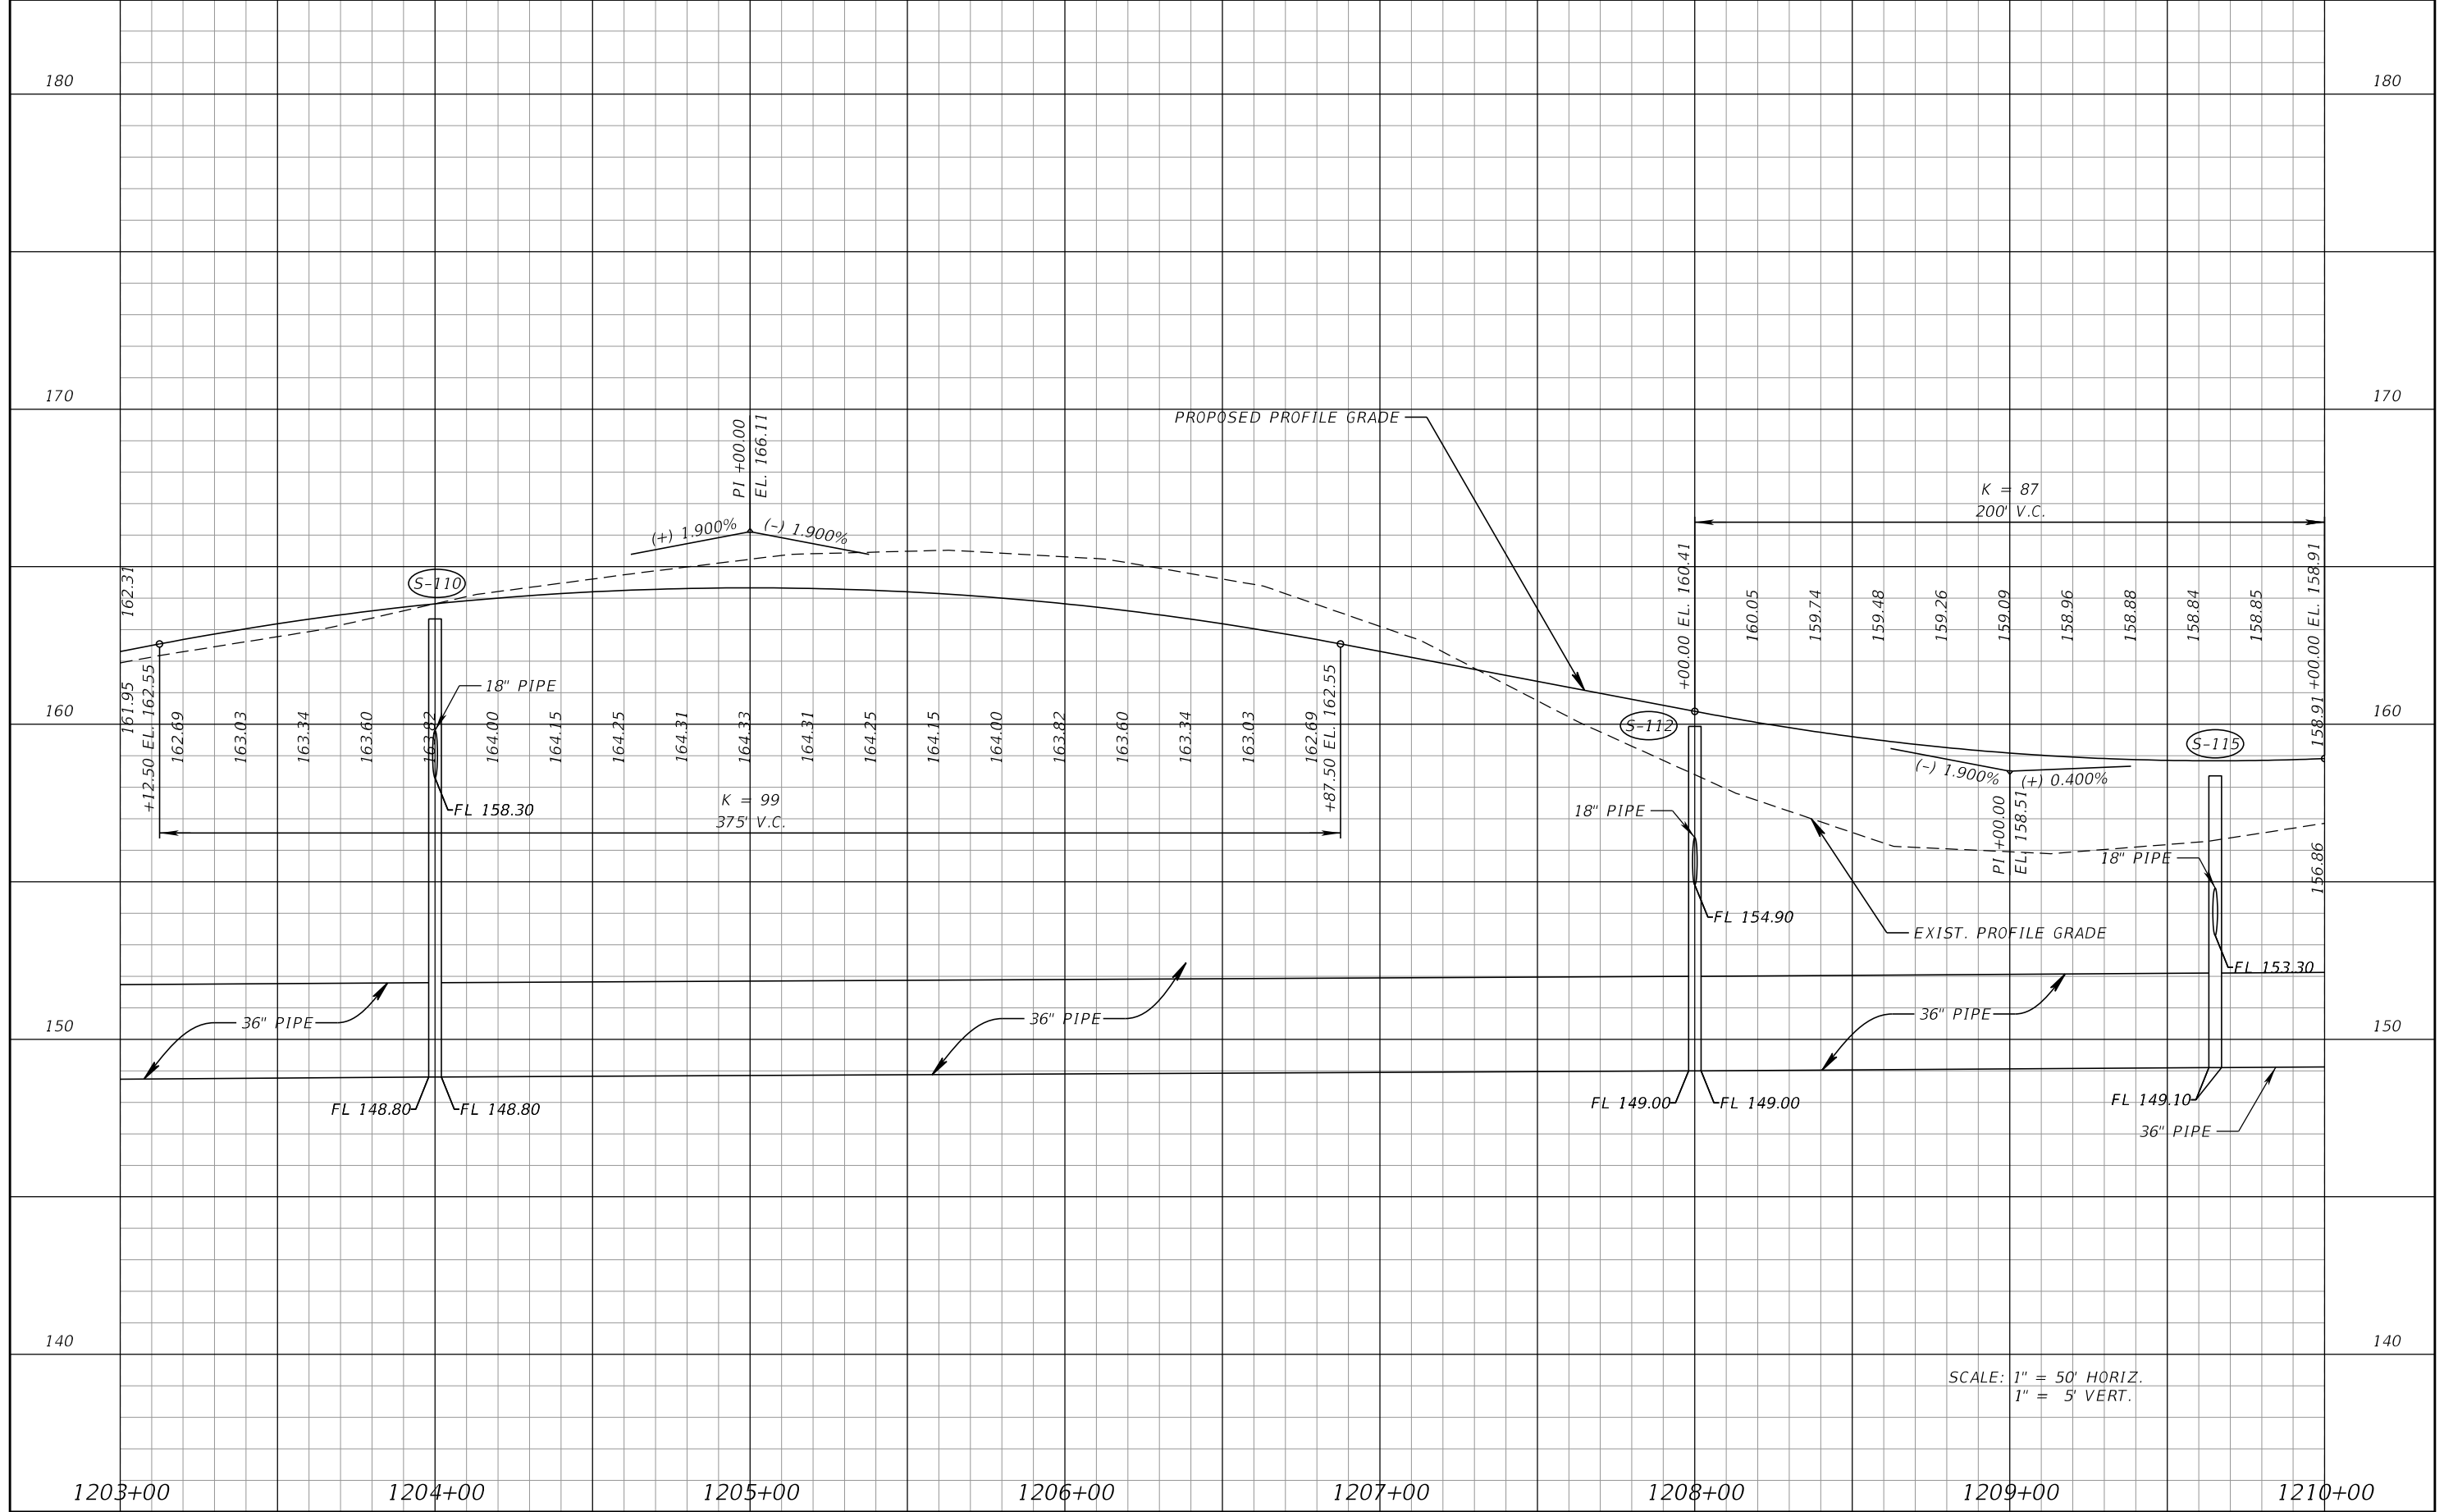 180
180
170
170
PI +00.00
EL. 166.11
PROPOSED PROFILE GRADE
(+) 1.900%
(-) 1.900%
K = 87
200' V.C.
162.31
S-110
+00.00 EL. 160.41
160.05
159.74
159.48
159.26
159.09
158.96
158.88
158.84
158.85
+00.00 EL. 158.91
161.95
+12.50 EL. 162.55
18" PIPE
160
162.69
163.03
163.34
163.60
163.82
164.00
164.15
164.25
164.31
164.33
164.31
164.25
164.15
164.00
163.82
163.60
163.34
163.03
162.69
+87.50 EL. 162.55
S-112
S-115
158.91
160
FL 158.30
K = 99
375' V.C.
(-) 1.900%
(+) 0.400%
PI +00.00
EL. 158.51
18" PIPE
18" PIPE
156.86
FL 154.90
EXIST. PROFILE GRADE
FL 153.30
150
36" PIPE
36" PIPE
36" PIPE
150
FL 148.80
FL 148.80
FL 149.00
FL 149.00
FL 149.10
36" PIPE
140
140
SCALE: 1" = 50' HORIZ.
1" = 5' VERT.
1203+00
1204+00
1205+00
1206+00
1207+00
1208+00
1209+00
1210+00